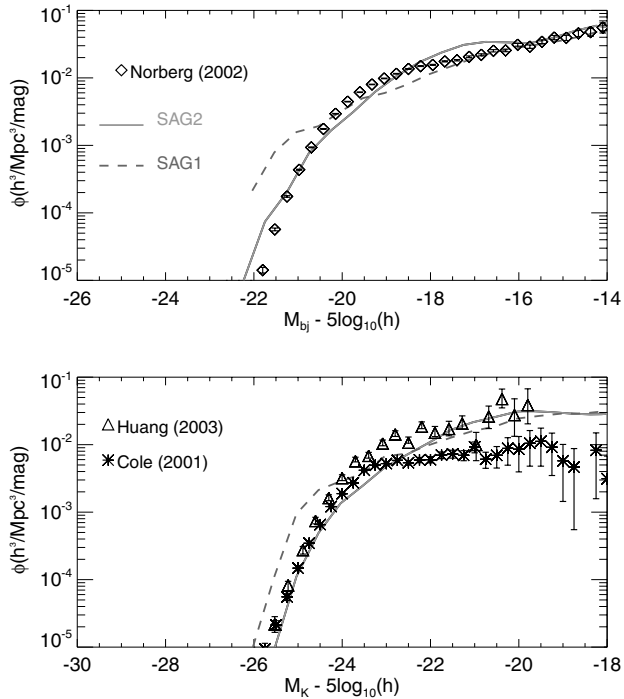 10⁻¹
10⁻²
10⁻³
10⁻⁴
10⁻⁵
ϕ(h³/Mpc³/mag)
Norberg (2002)
SAG2
SAG1
-26 -24 -22 -20 -18 -16 -14
M_bj - 5log₁₀(h)
10⁻¹
10⁻²
10⁻³
10⁻⁴
10⁻⁵
ϕ(h³/Mpc³/mag)
Huang (2003)
Cole (2001)
-30 -28 -26 -24 -22 -20 -18
M_K - 5log₁₀(h)